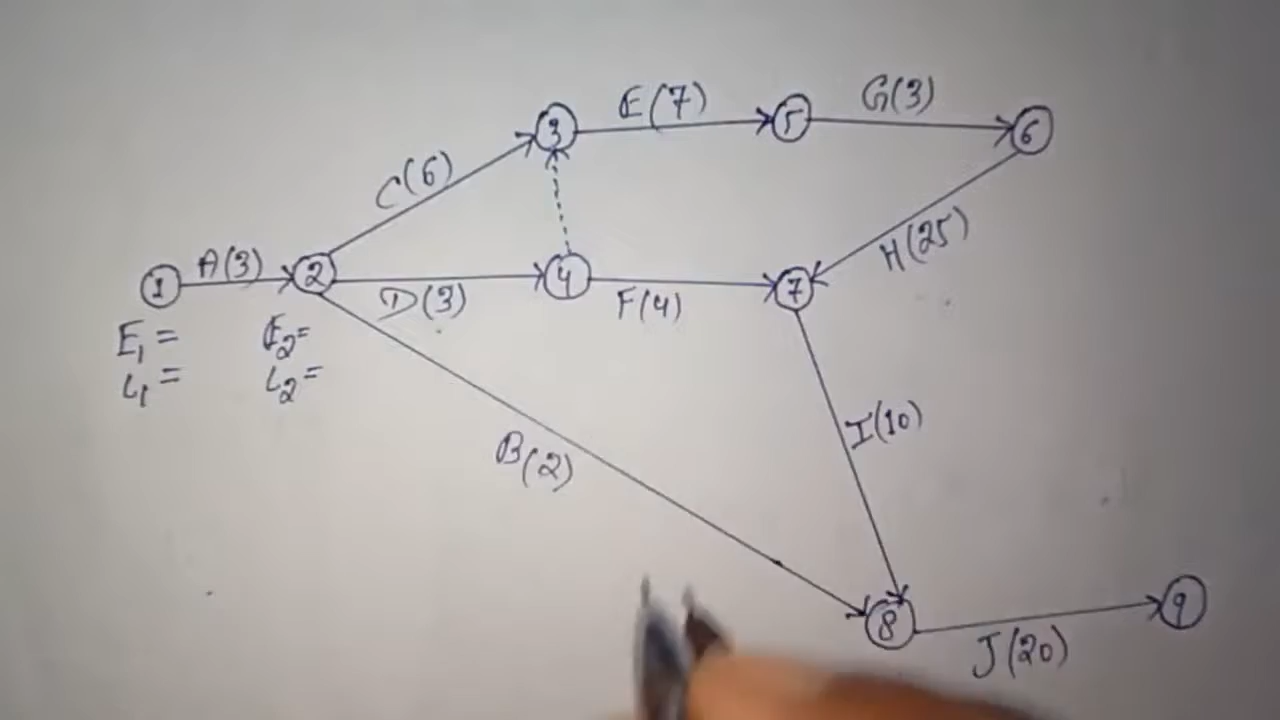 E(7)
G(3)
3
5
6
C(6)
A(3)
H(25)
1
2
4
7
D(3)
F(4)
E1 =
E2=
L1 =
L2=
I(10)
B(2)
8
9
J(20)